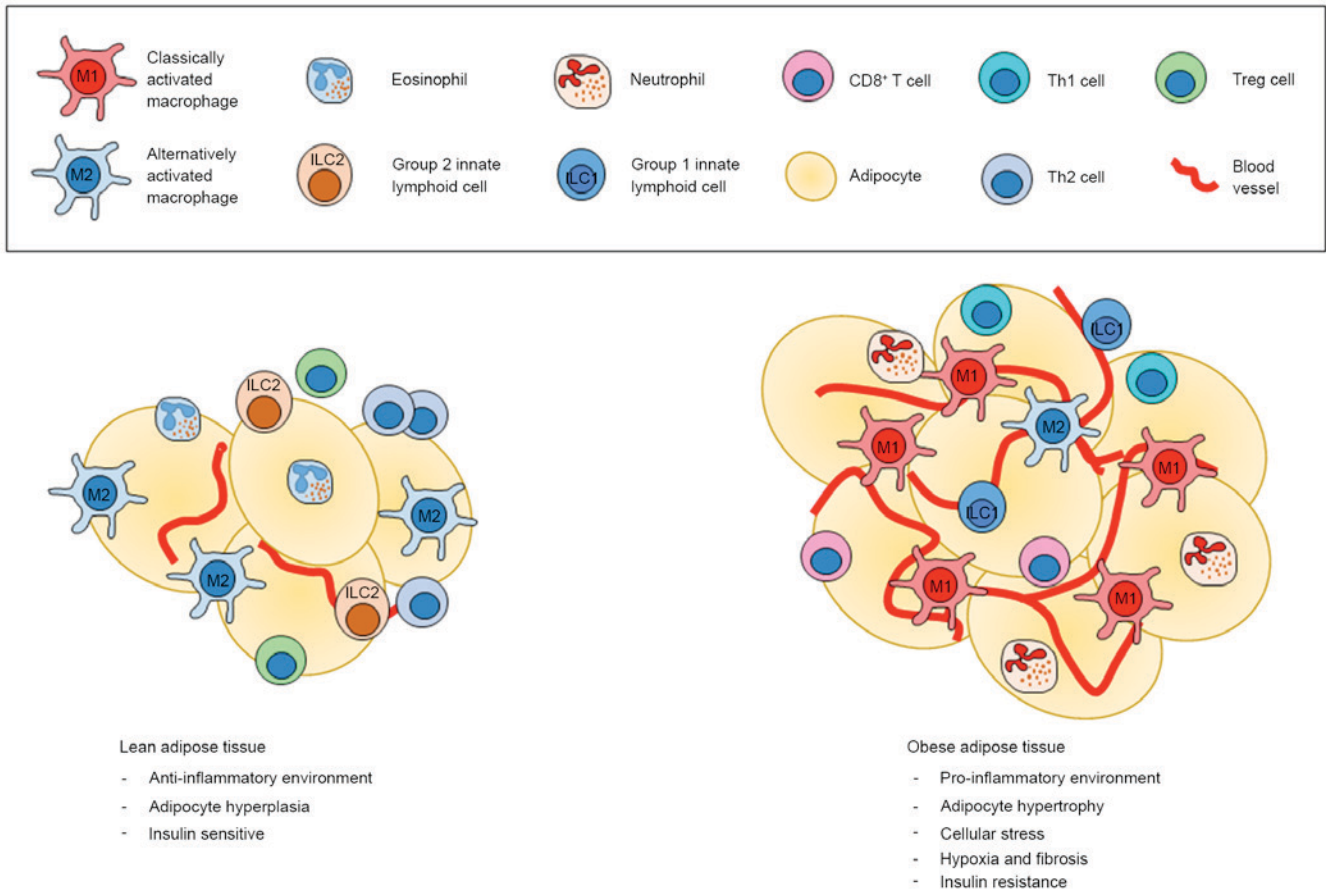 M1
Classically
activated
macrophage
Eosinophil
Neutrophil
CD8+ T cell
Th1 cell
Treg cell
M2
Alternatively
activated
macrophage
ILC2
Group 2 innate
lymphoid cell
ILC1
Group 1 innate
lymphoid cell
Adipocyte
Th2 cell
Blood
vessel
ILC2
M2
M2
M2
ILC2
ILC1
M1
M2
M1
M1
ILC1
M1
M1
Lean adipose tissue
- Anti-inflammatory environment
- Adipocyte hyperplasia
- Insulin sensitive
Obese adipose tissue
- Pro-inflammatory environment
- Adipocyte hypertrophy
- Cellular stress
- Hypoxia and fibrosis
- Insulin resistance